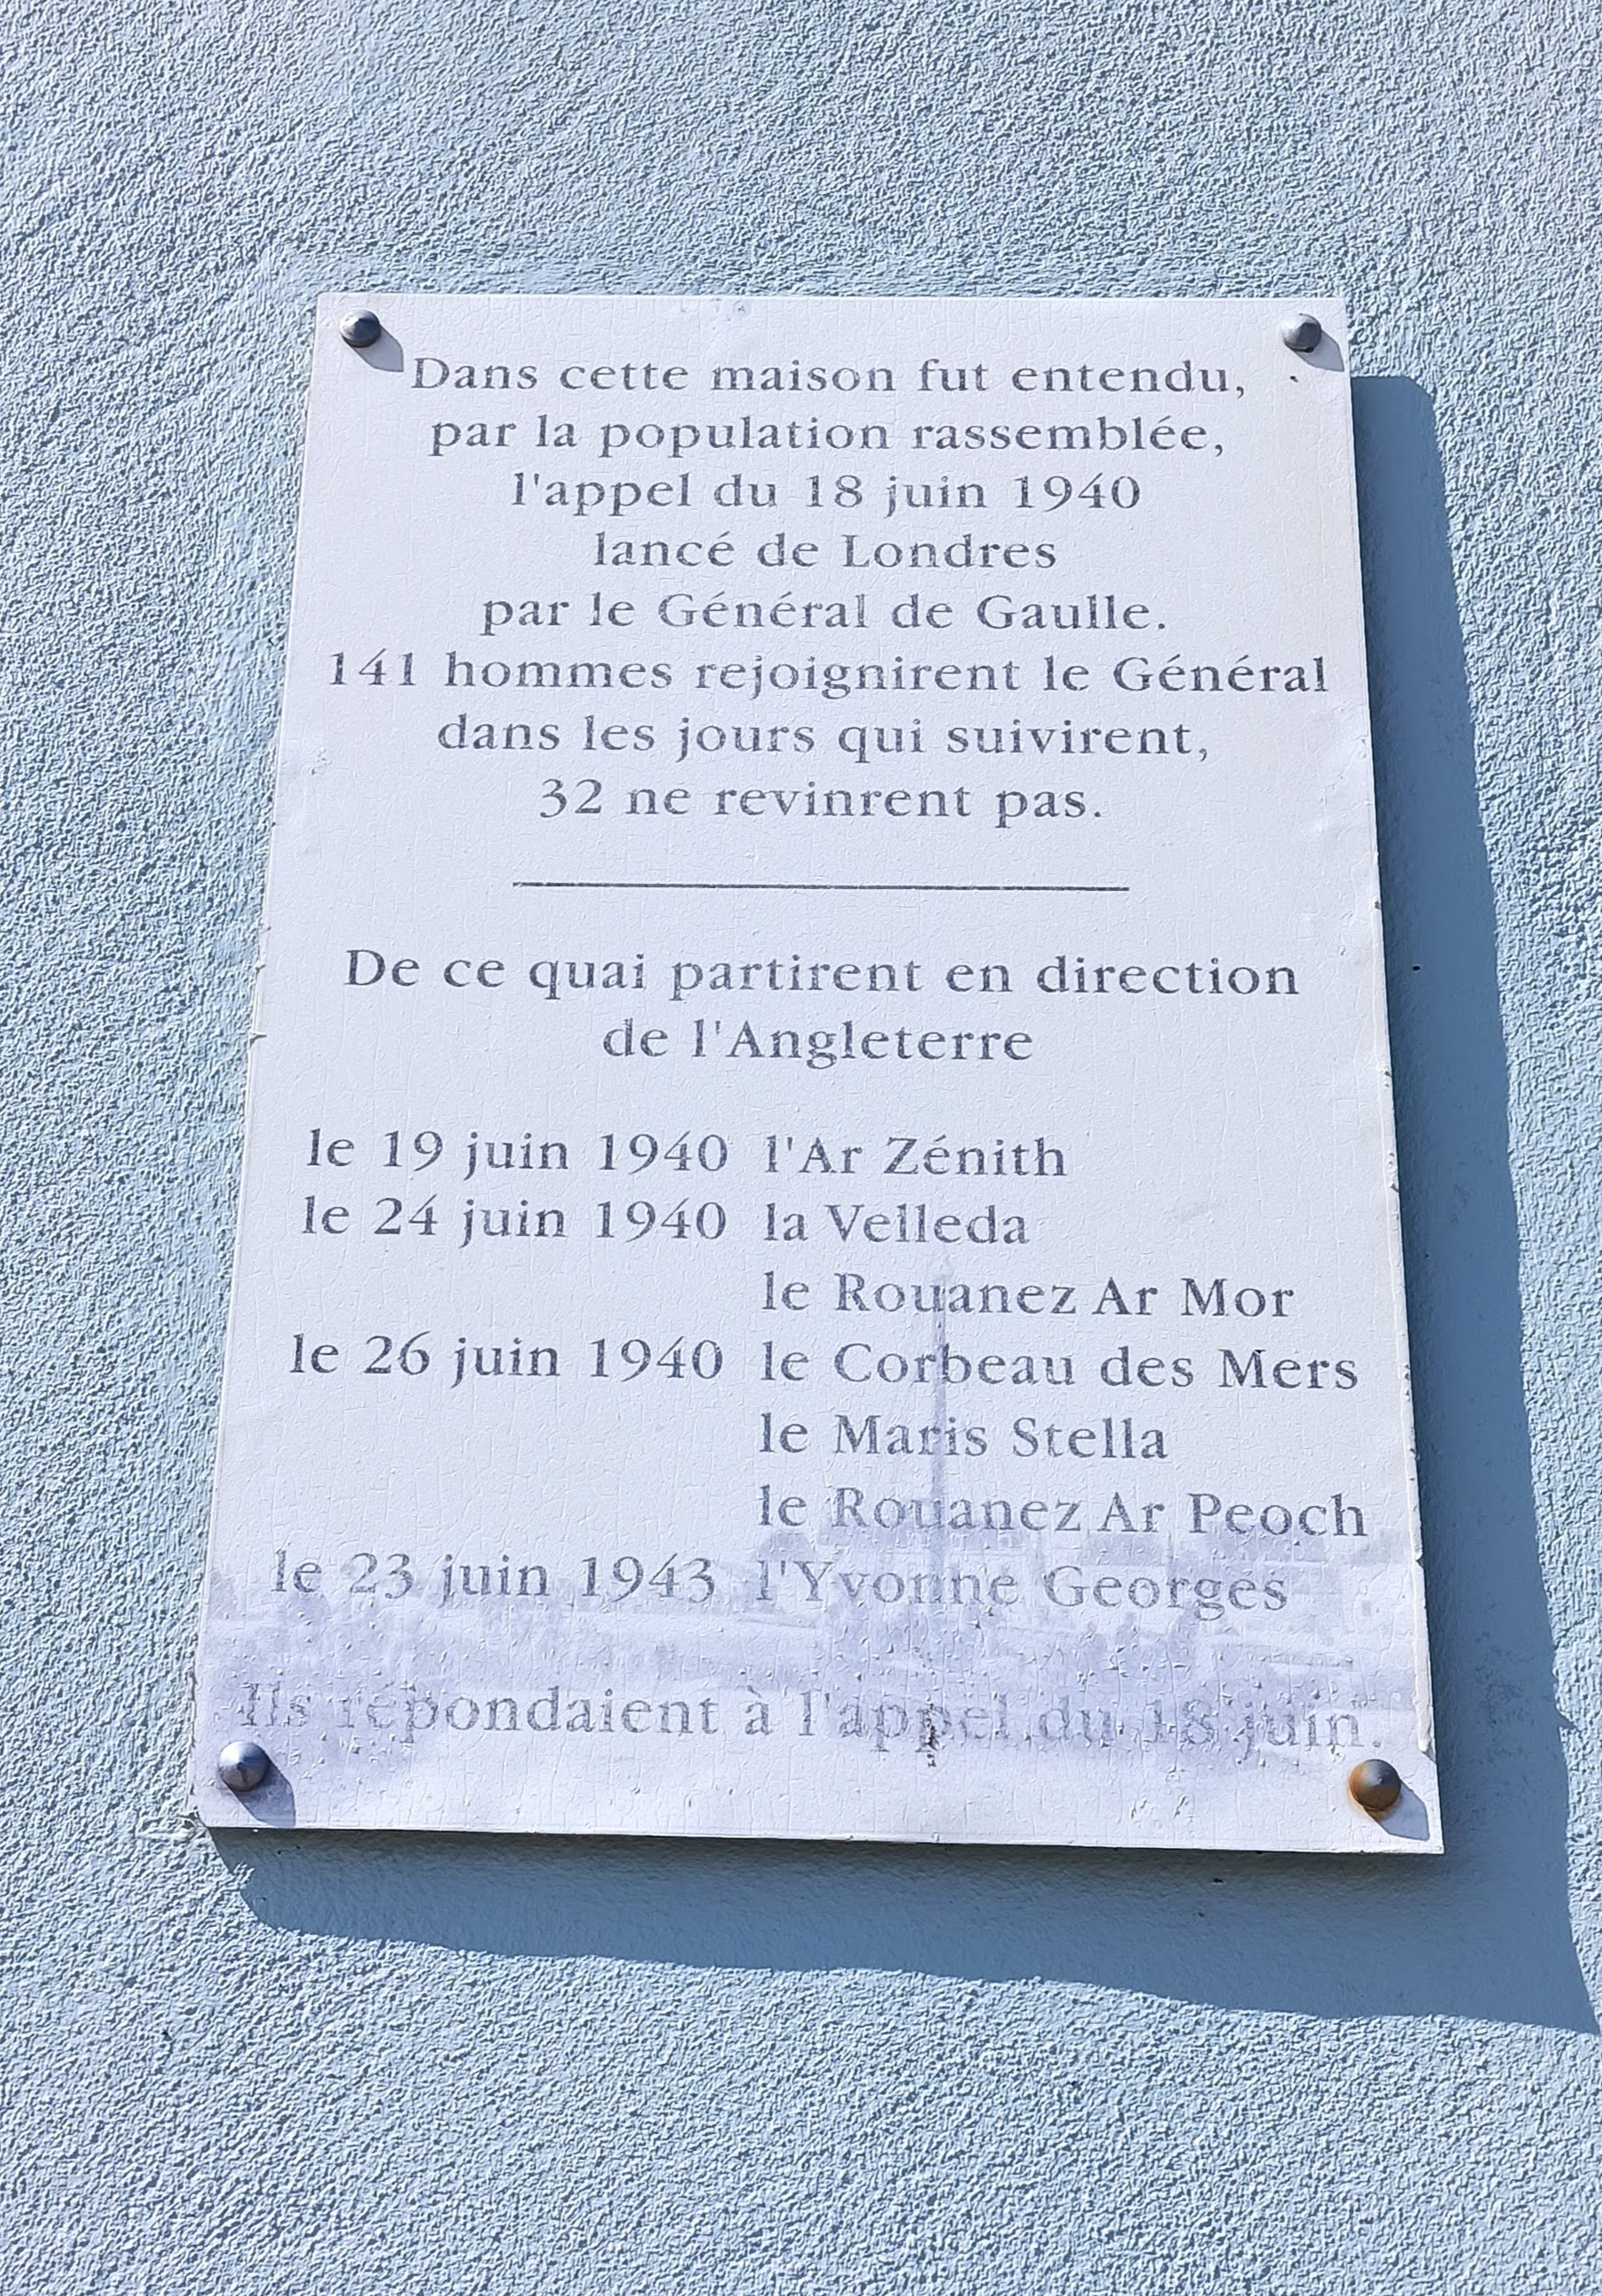 Dans cette maison fut entendu,
par la population rassemblée,
l'appel du 18 juin 1940
lancé de Londres
par le Général de Gaulle.
141 hommes rejoignirent le Général
dans les jours qui suivirent,
32 ne revinrent pas.
De ce quai partirent en direction
de l'Angleterre
le 19 juin 1940 l'Ar Zénith
le 24 juin 1940 la Velleda
le Rouanez Ar Mor
le 26 juin 1940 le Corbeau des Mers
le Maris Stella
le Rouanez Ar Peoch
le 23 juin 1943 l'Yvonne Georges
Ils répondaient à l'appel du 18 juin.